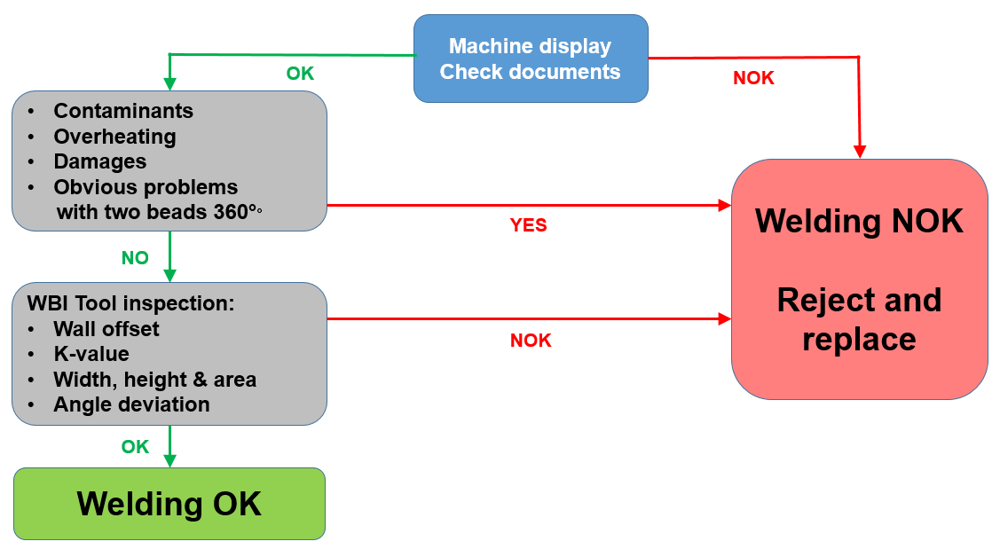 Machine display
Check documents
OK
NOK
• Contaminants
• Overheating
• Damages
• Obvious problems
with two beads 360°°
YES
NO
WBI Tool inspection:
• Wall offset
• K-value
• Width, height & area
• Angle deviation
NOK
OK
Welding OK
Welding NOK
Reject and
replace